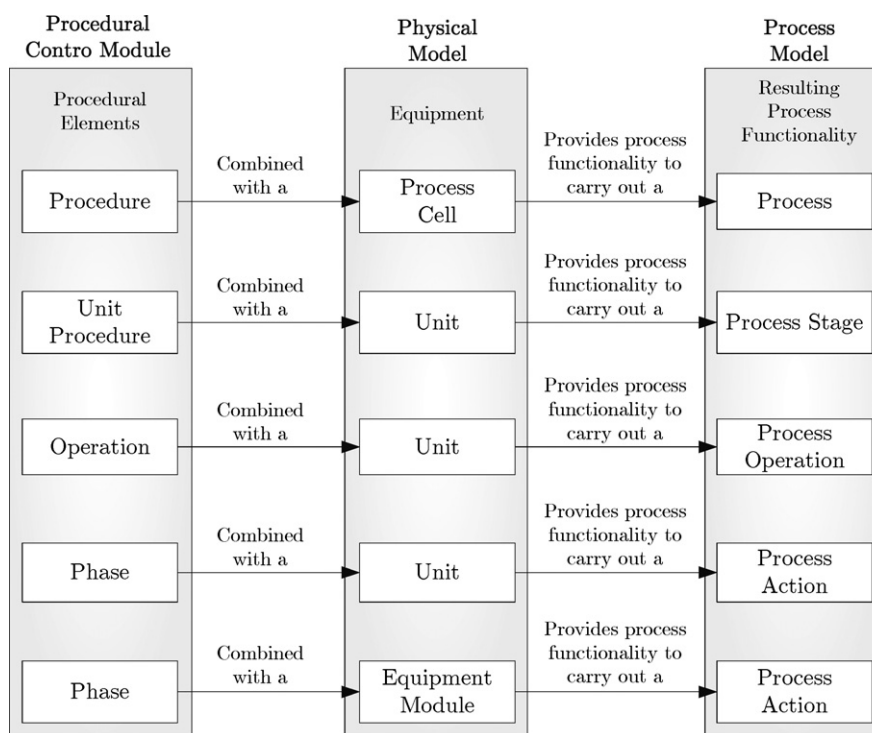 Procedural
Contro Module
Physical
Model
Process
Model
Procedural
Elements
Equipment
Resulting
Process
Functionality
Procedure
Combined
with a
Process
Cell
Provides process
functionality to
carry out a
Process
Unit
Procedure
Combined
with a
Unit
Provides process
functionality to
carry out a
Process Stage
Operation
Combined
with a
Unit
Provides process
functionality to
carry out a
Process
Operation
Phase
Combined
with a
Unit
Provides process
functionality to
carry out a
Process
Action
Phase
Combined
with a
Equipment
Module
Provides process
functionality to
carry out a
Process
Action